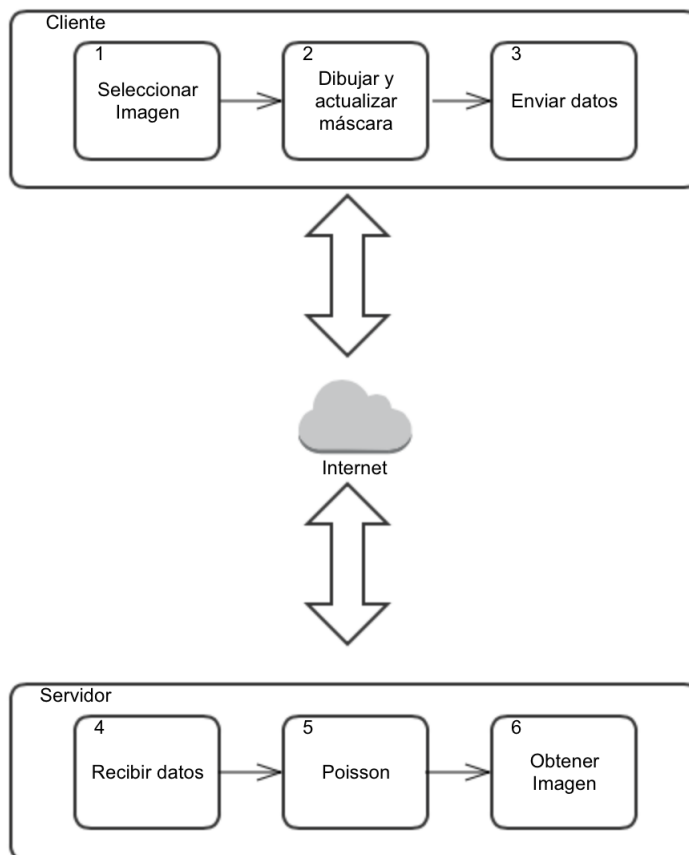 Cliente
1
Seleccionar
Imagen
2
Dibujar y
actualizar
máscara
3
Enviar datos
Internet
Servidor
4
Recibir datos
5
Poisson
6
Obtener
Imagen